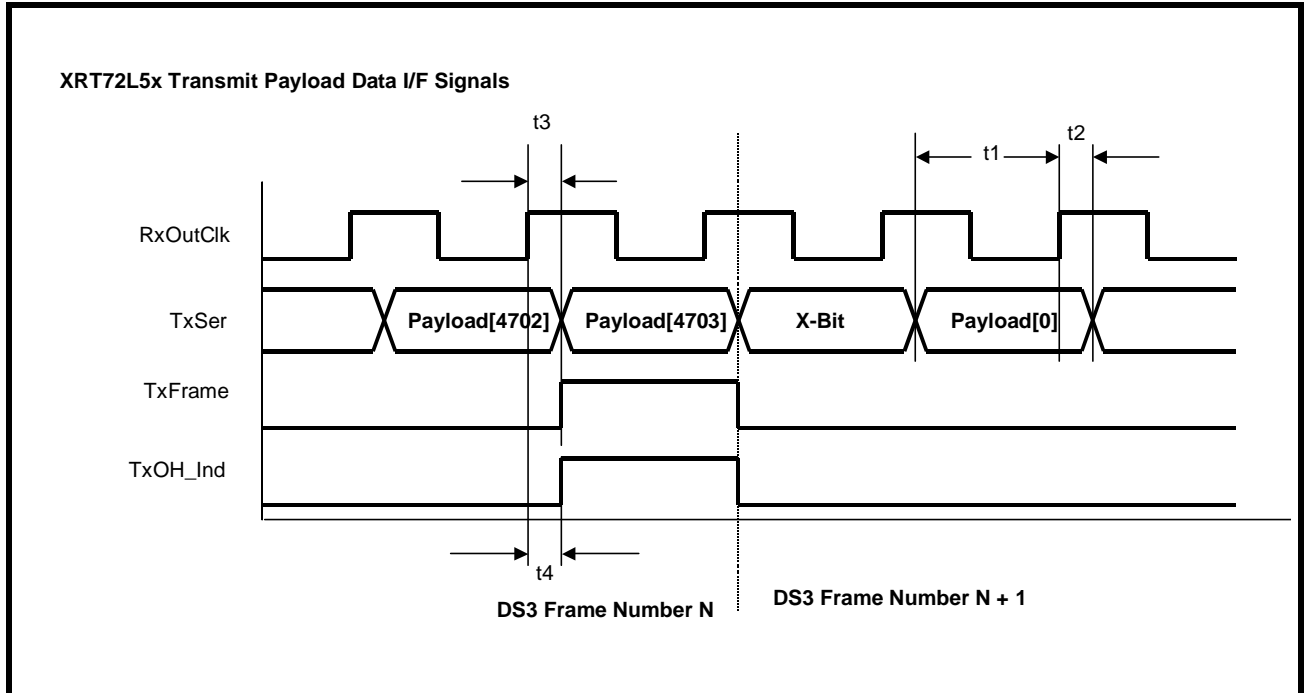 XRT72L5x Transmit Payload Data I/F Signals
t3
t2
t1
RxOutClk
TxSer
Payload[4702]
Payload[4703]
X-Bit
Payload[0]
TxFrame
TxOH_Ind
t4
DS3 Frame Number N
DS3 Frame Number N + 1